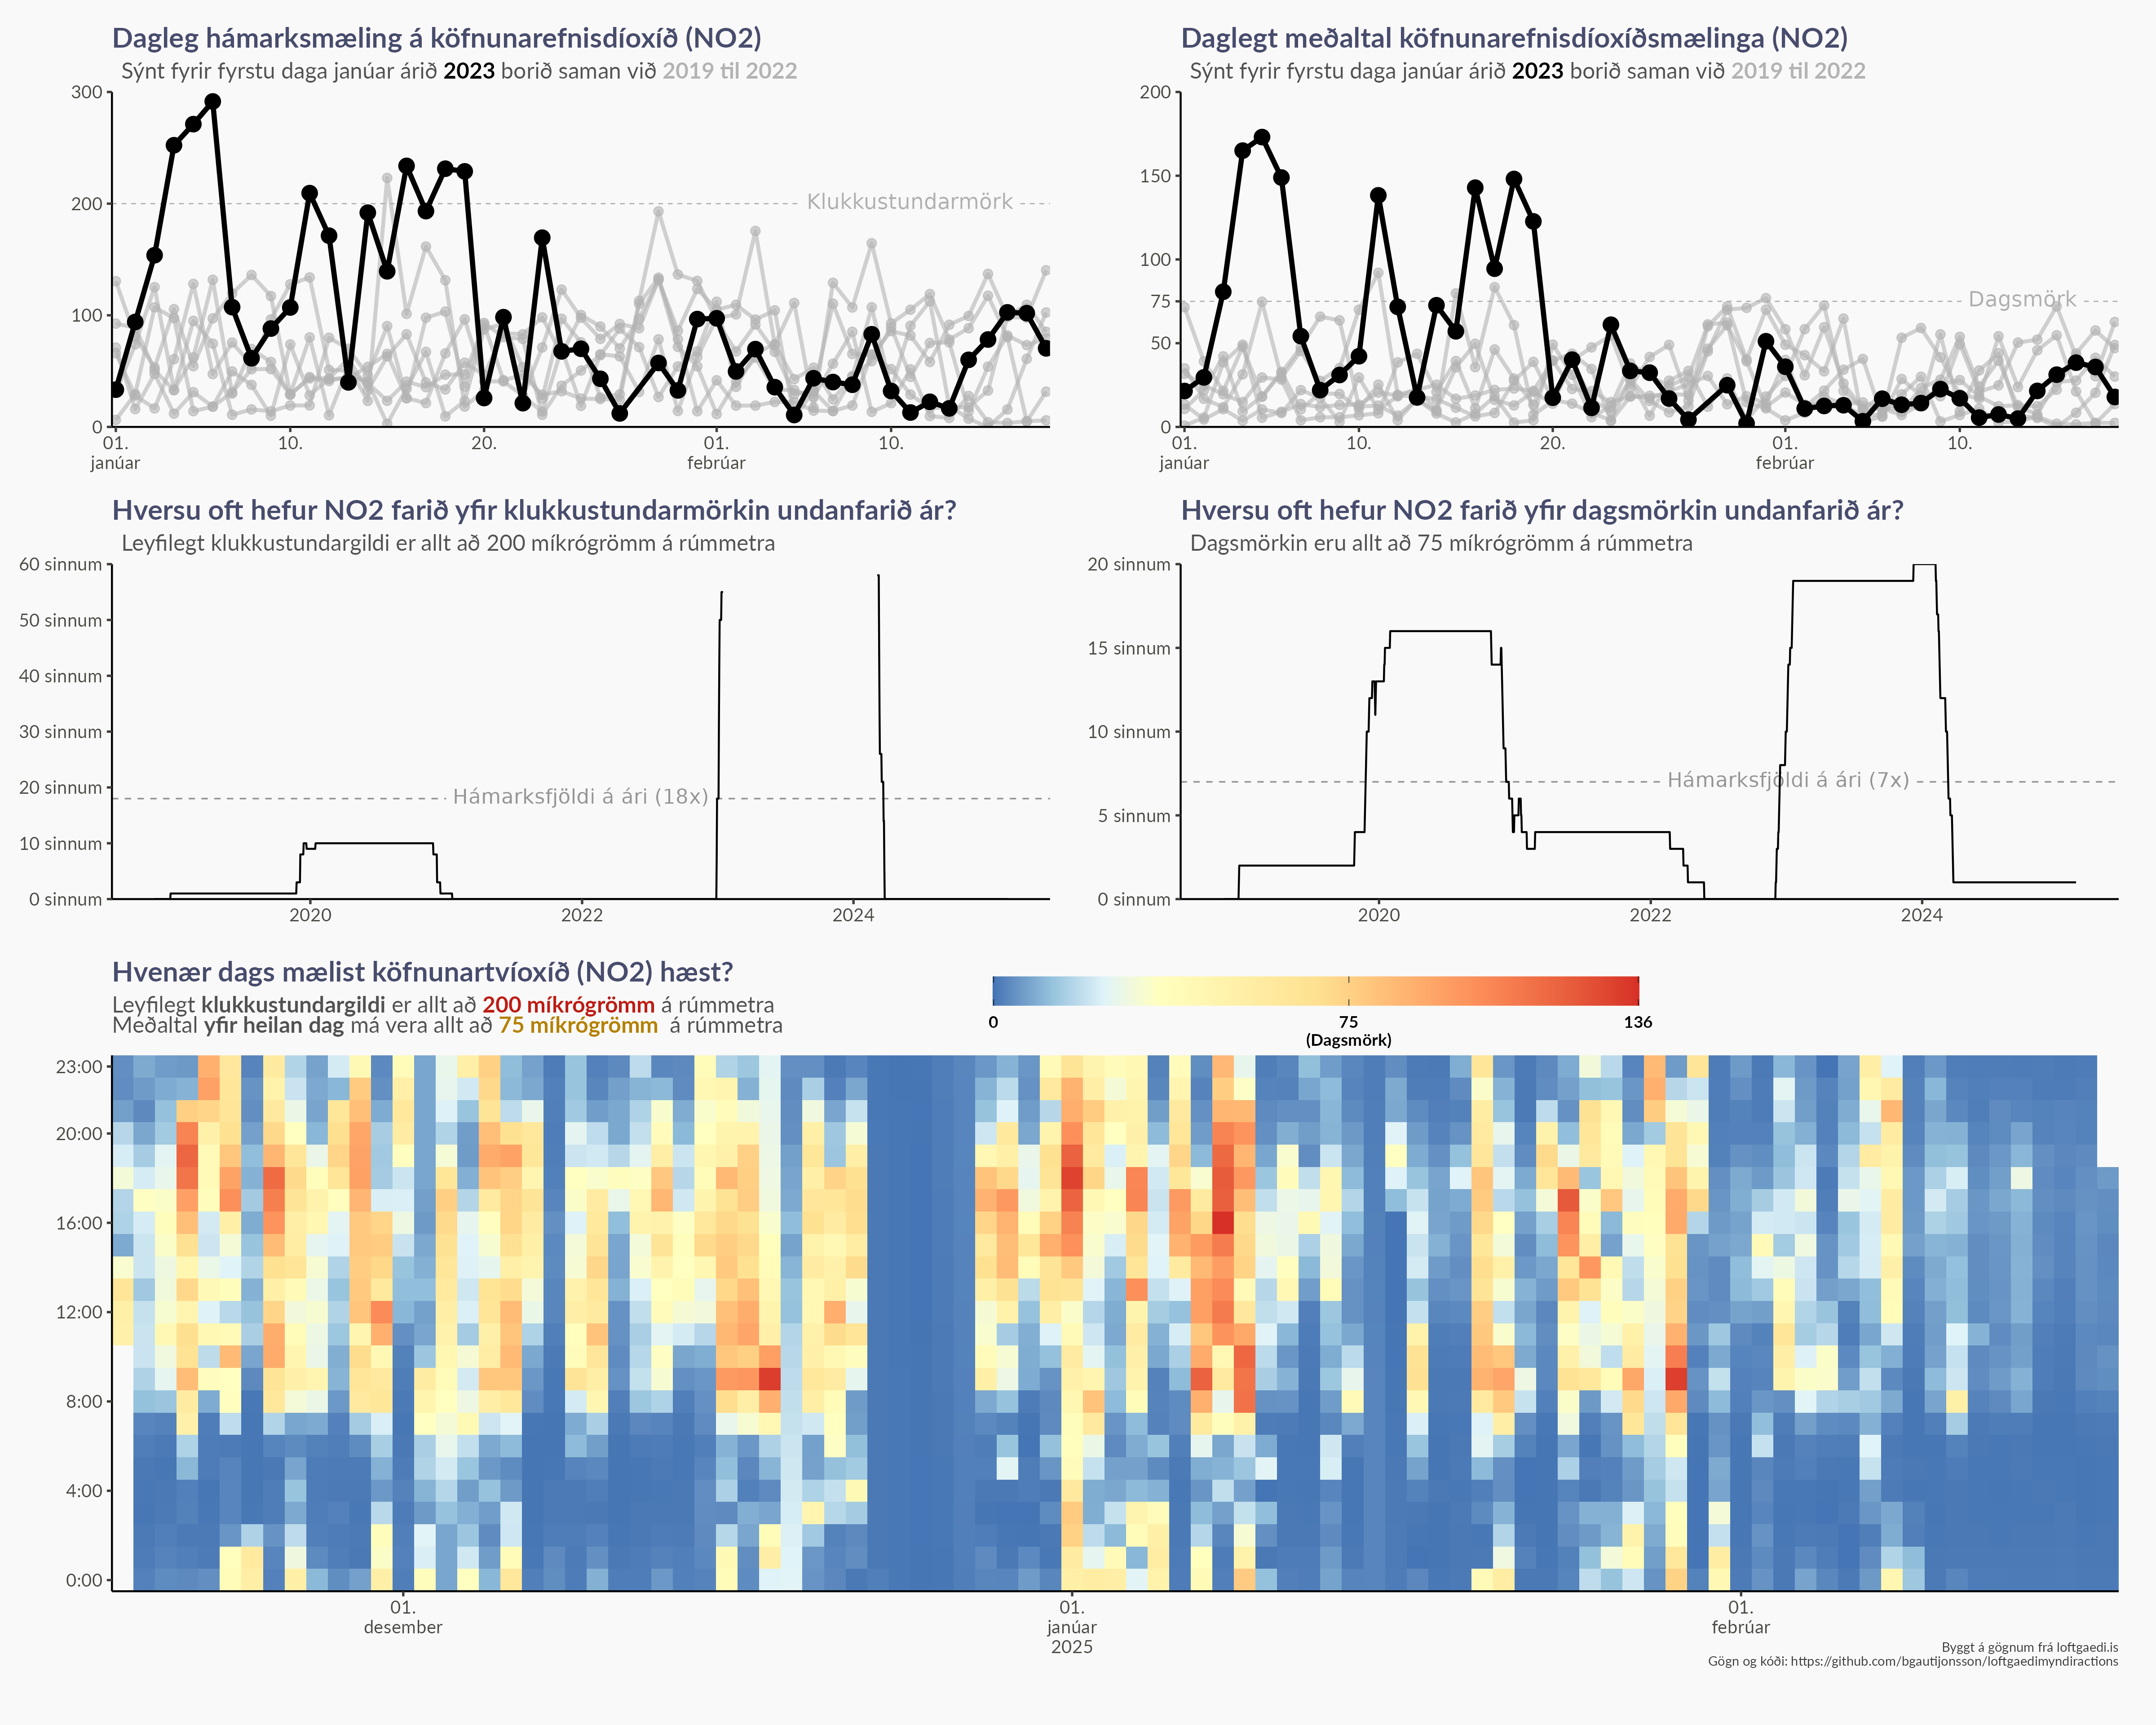 Dagleg hámarksmæling á köfnunarefnisdíoxíð (NO2)
Sýnt fyrir fyrstu daga janúar árið 2023 borið saman við 2019 til 2022
300
200
100
0
Klukkustundarmörk
01.
janúar
10.
20.
01.
febrúar
10.
Daglegt meðaltal köfnunarefnisdíoxíðsmælinga (NO2)
Sýnt fyrir fyrstu daga janúar árið 2023 borið saman við 2019 til 2022
200
150
100
75
50
0
Dagsmörk
01.
janúar
10.
20.
01.
febrúar
10.
Hversu oft hefur NO2 farið yfir klukkustundarmörkin undanfarið ár?
Leyfilegt klukkustundargildi er allt að 200 míkrógrömm á rúmmetra
60 sinnum
50 sinnum
40 sinnum
30 sinnum
20 sinnum
10 sinnum
0 sinnum
Hámarksfjöldi á ári (18x)
2020
2022
2024
Hversu oft hefur NO2 farið yfir dagsmörkin undanfarið ár?
Dagsmörkin eru allt að 75 míkrógrömm á rúmmetra
20 sinnum
15 sinnum
10 sinnum
5 sinnum
0 sinnum
Hámarksfjöldi á ári (7x)
2020
2022
2024
Hvenær dags mælist köfnunartvíoxíð (NO2) hæst?
Leyfilegt klukkustundargildi er allt að 200 míkrógrömm á rúmmetra
Meðaltal yfir heilan dag má vera allt að 75 míkrógrömm á rúmmetra
0
75
(Dagsmörk)
136
23:00
20:00
16:00
12:00
8:00
4:00
0:00
01.
desember
01.
janúar
2025
01.
febrúar
Byggt á gögnum frá loftgaedi.is
Gögn og kóði: https://github.com/bgautijonsson/loftgaedimyndiractions